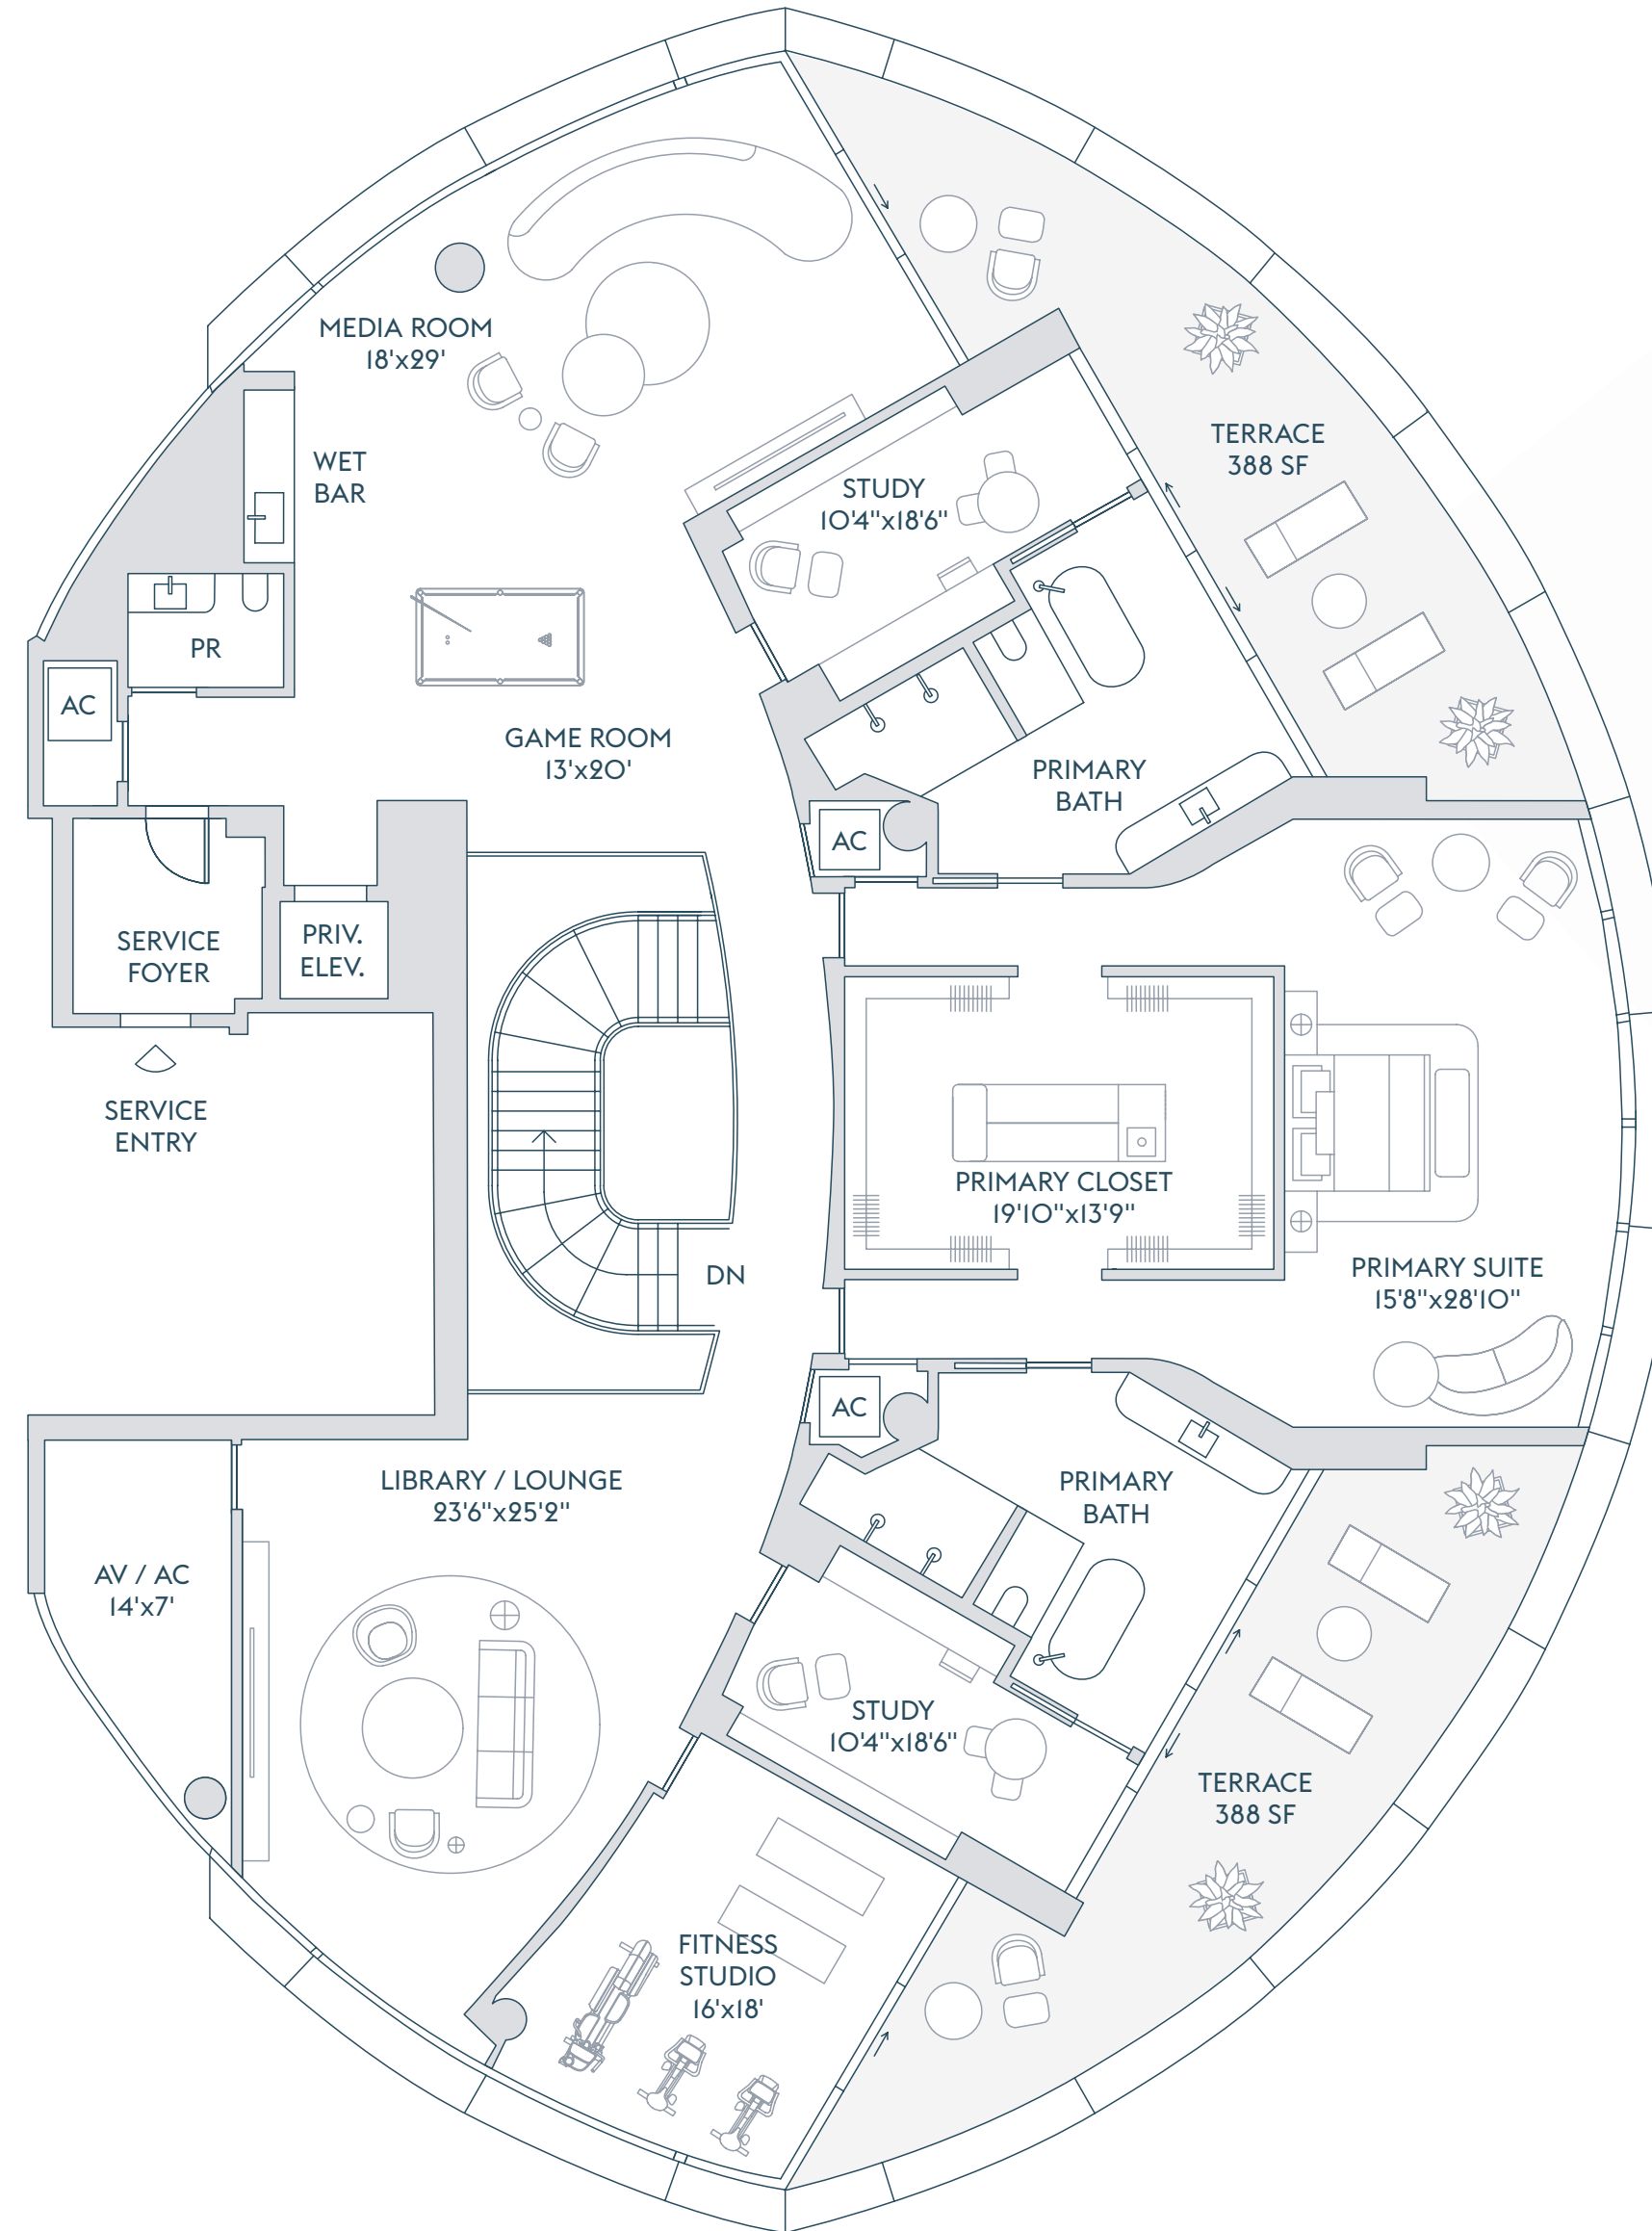 MEDIA ROOM
18'x29'
WET
BAR
TERRACE
388 SF
STUDY
10'4"x18'6"
PR
AC
GAME ROOM
13'x20'
PRIMARY
BATH
AC
SERVICE
FOYER
PRIV.
ELEV.
SERVICE
ENTRY
PRIMARY CLOSET
19'10"x13'9"
DN
PRIMARY SUITE
15'8"x28'10"
AC
LIBRARY / LOUNGE
23'6"x25'2"
PRIMARY
BATH
AV / AC
14'x7'
STUDY
10'4"x18'6"
TERRACE
388 SF
FITNESS
STUDIO
16'x18'